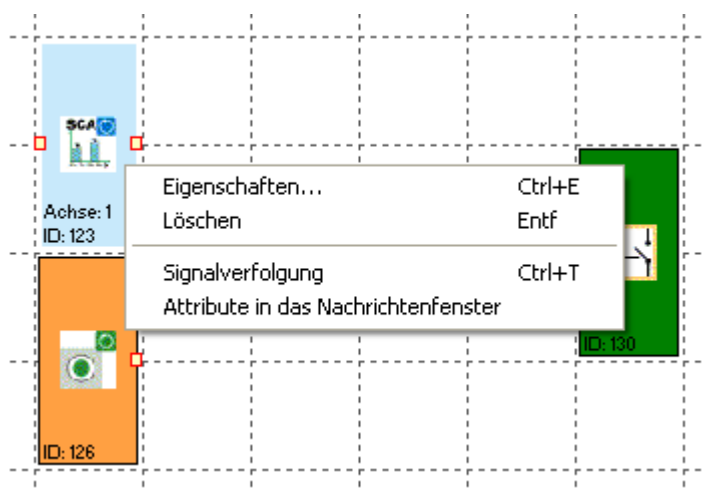 SCA
Achse: 1
ID: 123
Eigenschaften... Ctrl+E
Löschen Entf
Signalverfolgung Ctrl+T
Attribute in das Nachrichtenfenster
ID: 130
ID: 126